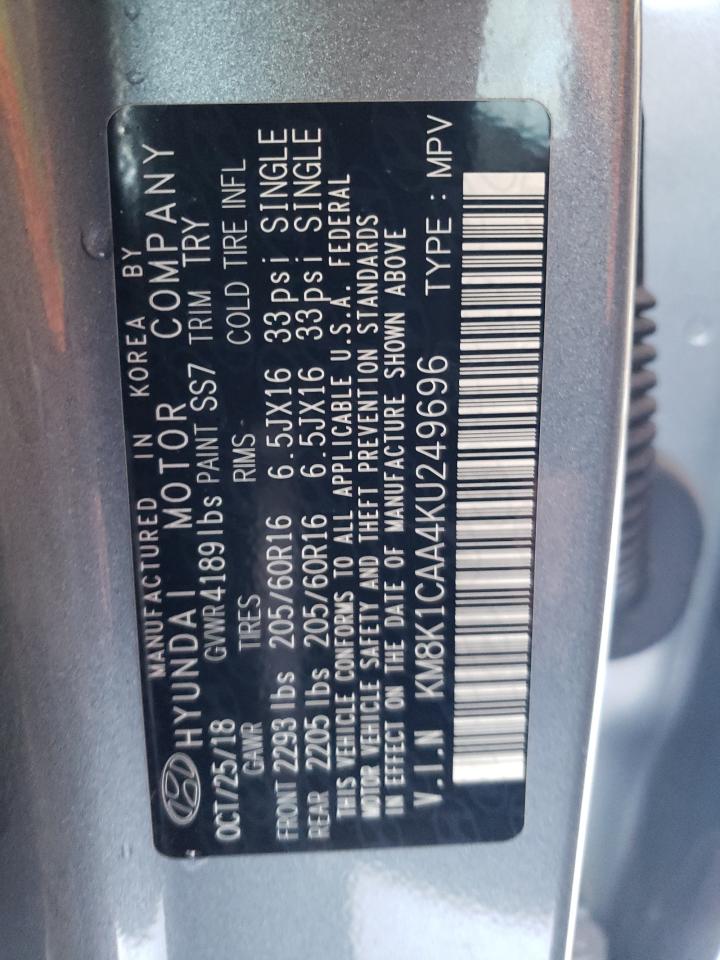 MANUFACTURED IN KOREA BY
HYUNDAI MOTOR COMPANY
OCT/25/18 GVWR 4189lbs PAINT SS7 TRIM TRY
GAWR TIRES RIMS COLD TIRE INFL
FRONT 2293 lbs 205/60R16 6.5JX16 33psi SINGLE
REAR 2205 lbs 205/60R16 6.5JX16 33psi SINGLE
THIS VEHICLE CONFORMS TO ALL APPLICABLE U.S.A. FEDERAL
MOTOR VEHICLE SAFETY AND THEFT PREVENTION STANDARDS
IN EFFECT ON THE DATE OF MANUFACTURE SHOWN ABOVE
V.I.N KM8K1CAA4KU249696 TYPE : MPV